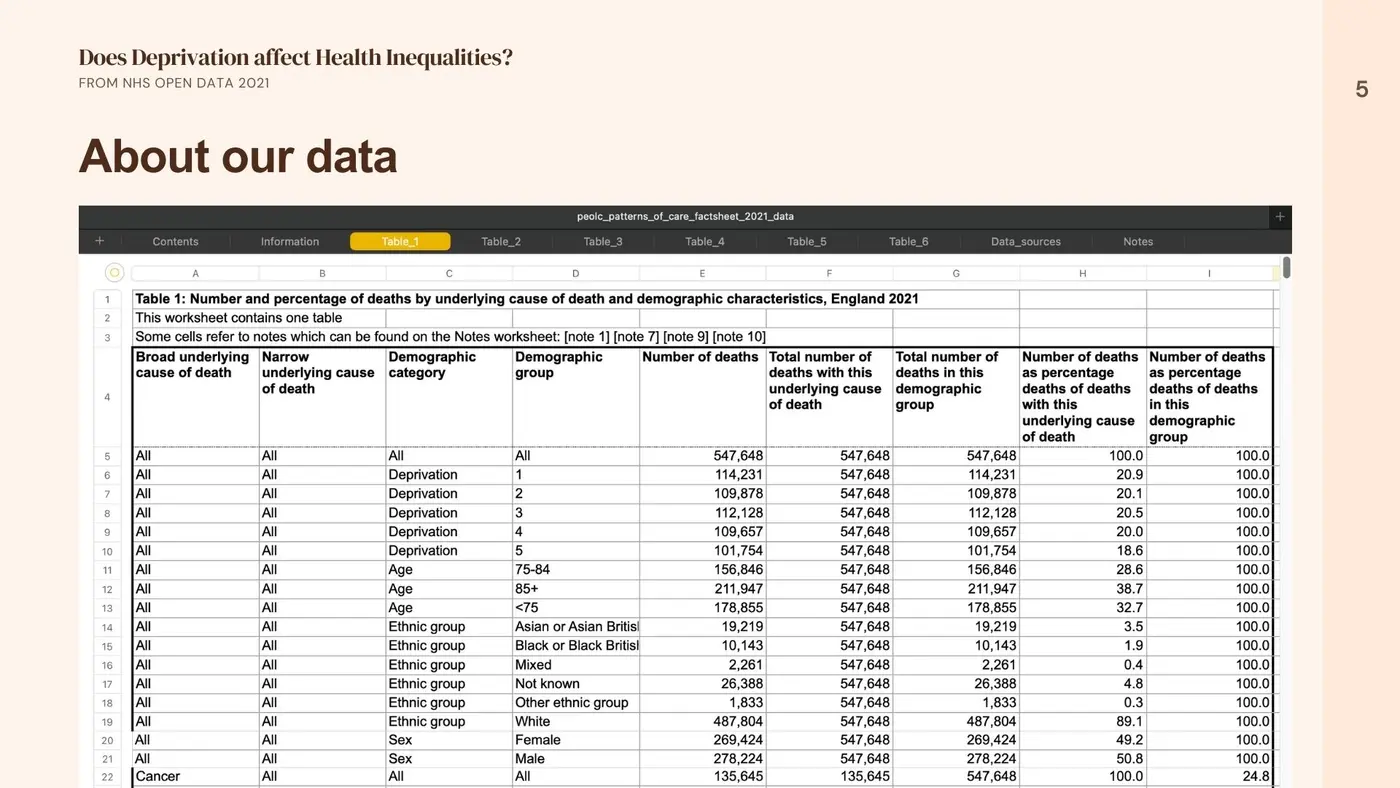 Does Deprivation affect Health Inequalities?
FROM NHS OPEN DATA 2021
5
About our data
peolc_patterns_of_care_factsheet_2021_data
+
+ Contents Information Table_1 Table_2 Table_3 Table_4 Table_5 Table_6 Data_sources Notes
A B C D E F G H I
1 Table 1: Number and percentage of deaths by underlying cause of death and demographic characteristics, England 2021
2 This worksheet contains one table
3 Some cells refer to notes which can be found on the Notes worksheet: [note 1] [note 7] [note 9] [note 10]
4
Broad underlying
cause of death
Narrow
underlying cause
of death
Demographic
category
Demographic
group
Number of deaths
Total number of
deaths with this
underlying cause
of death
Total number of
deaths in this
demographic
group
Number of deaths
as percentage
deaths of deaths
with this
underlying cause
of death
Number of deaths
as percentage
deaths of deaths
in this
demographic
group
5 All All All All 547,648 547,648 547,648 100.0 100.0
6 All All Deprivation 1 114,231 547,648 114,231 20.9 100.0
7 All All Deprivation 2 109,878 547,648 109,878 20.1 100.0
8 All All Deprivation 3 112,128 547,648 112,128 20.5 100.0
9 All All Deprivation 4 109,657 547,648 109,657 20.0 100.0
10 All All Deprivation 5 101,754 547,648 101,754 18.6 100.0
11 All All Age 75-84 156,846 547,648 156,846 28.6 100.0
12 All All Age 85+ 211,947 547,648 211,947 38.7 100.0
13 All All Age <75 178,855 547,648 178,855 32.7 100.0
14 All All Ethnic group Asian or Asian Britisl 19,219 547,648 19,219 3.5 100.0
15 All All Ethnic group Black or Black Britisl 10,143 547,648 10,143 1.9 100.0
16 All All Ethnic group Mixed 2,261 547,648 2,261 0.4 100.0
17 All All Ethnic group Not known 26,388 547,648 26,388 4.8 100.0
18 All All Ethnic group Other ethnic group 1,833 547,648 1,833 0.3 100.0
19 All All Ethnic group White 487,804 547,648 487,804 89.1 100.0
20 All All Sex Female 269,424 547,648 269,424 49.2 100.0
21 All All Sex Male 278,224 547,648 278,224 50.8 100.0
22 Cancer All All All 135,645 135,645 547,648 100.0 24.8